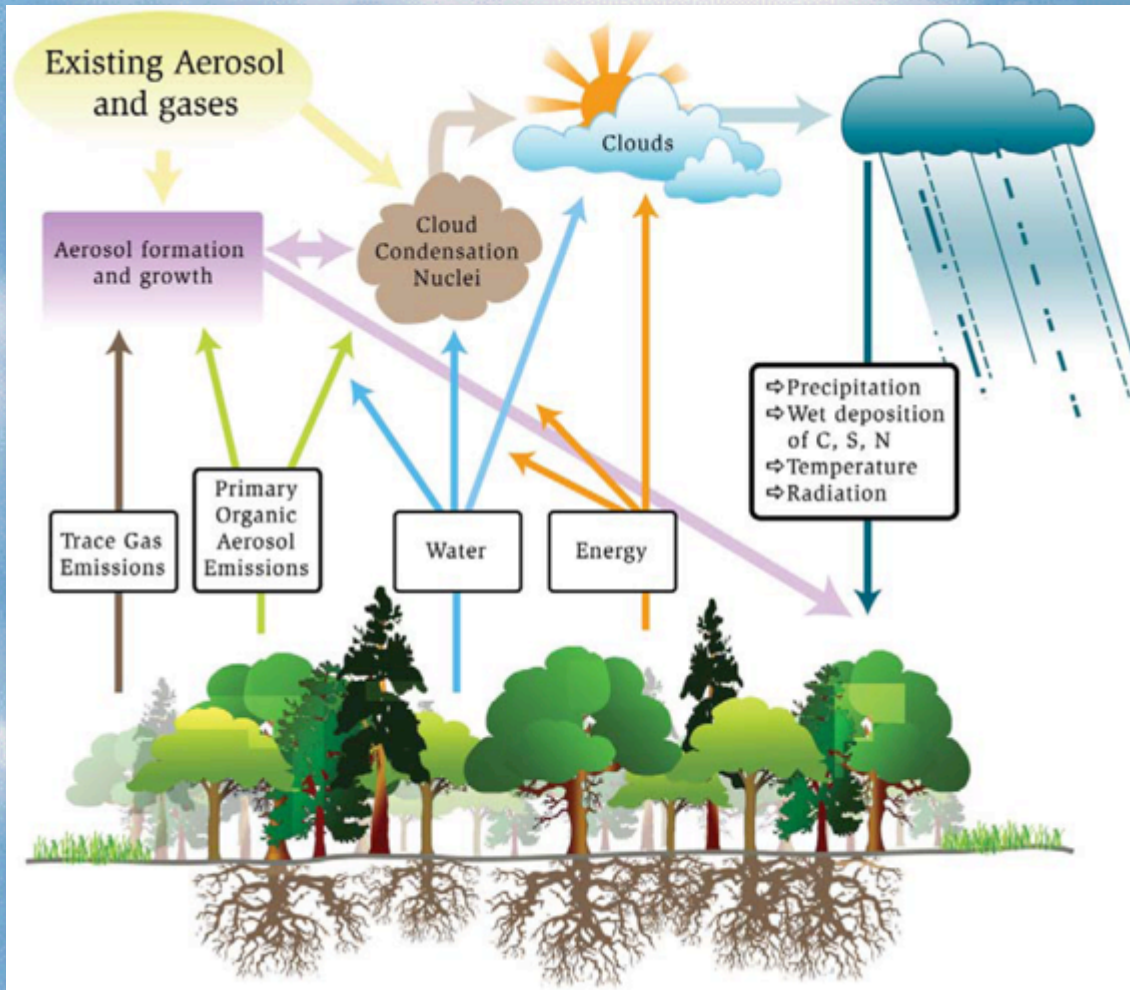 Existing Aerosol
and gases
Clouds
Cloud
Condensation
Nuclei
Aerosol formation
and growth
⇨Precipitation
⇨Wet deposition
of C, S, N
⇨Temperature
⇨Radiation
Trace Gas
Emissions
Primary
Organic
Aerosol
Emissions
Water
Energy